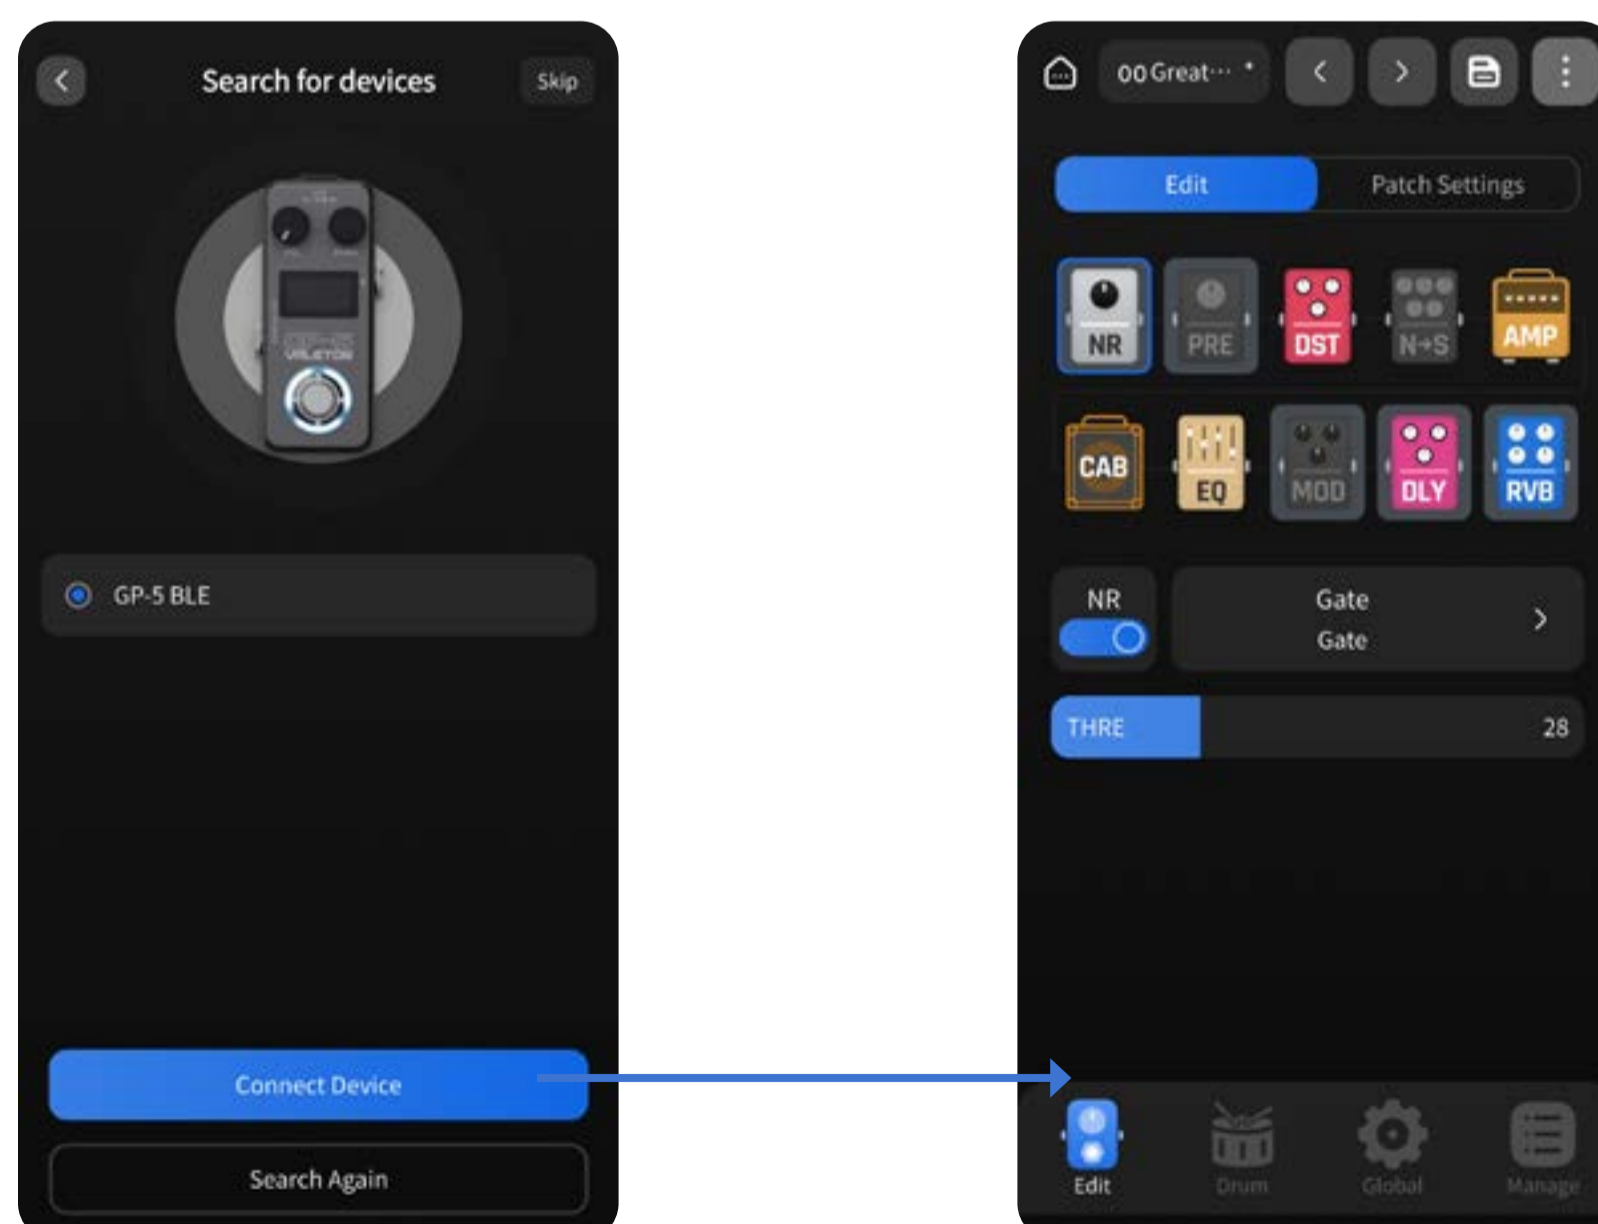 Search for devices
Skip
VALETON
GP-5 BLE
Connect Device
Search Again
00 Great··· *
Edit
Patch Settings
NR
PRE
DST
N→S
AMP
CAB
EQ
MOD
DLY
RVB
NR
Gate
Gate
THRE
28
Edit
Drum
Global
Manage